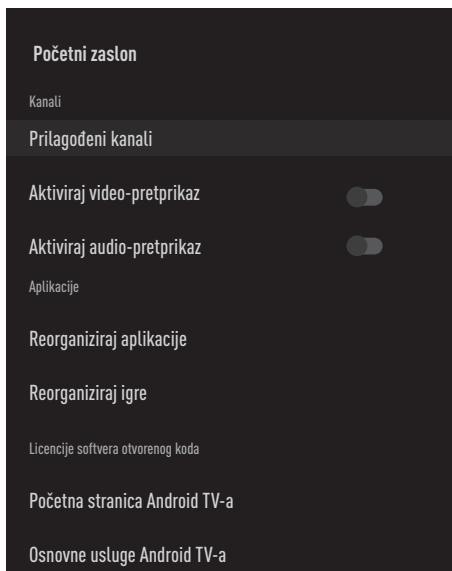 Početni zaslon
Kanali
Prilagođeni kanali
Aktiviraj video-pretprikaz
Aktiviraj audio-pretprikaz
Aplikacije
Reorganiziraj aplikacije
Reorganiziraj igre
Licencije softvera otvorenog koda
Početna stranica Android TV-a
Osnovne usluge Android TV-a